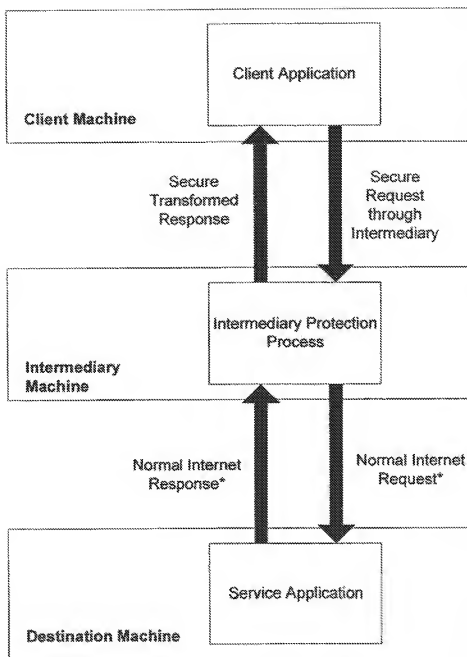 Client Application
Client Machine
Secure
Transformed
Response
Secure
Request
through
Intermediary
Intermediary Protection
Process
Intermediary
Machine
Normal Internet
Response*
Normal Internet
Request*
Service Application
Destination Machine